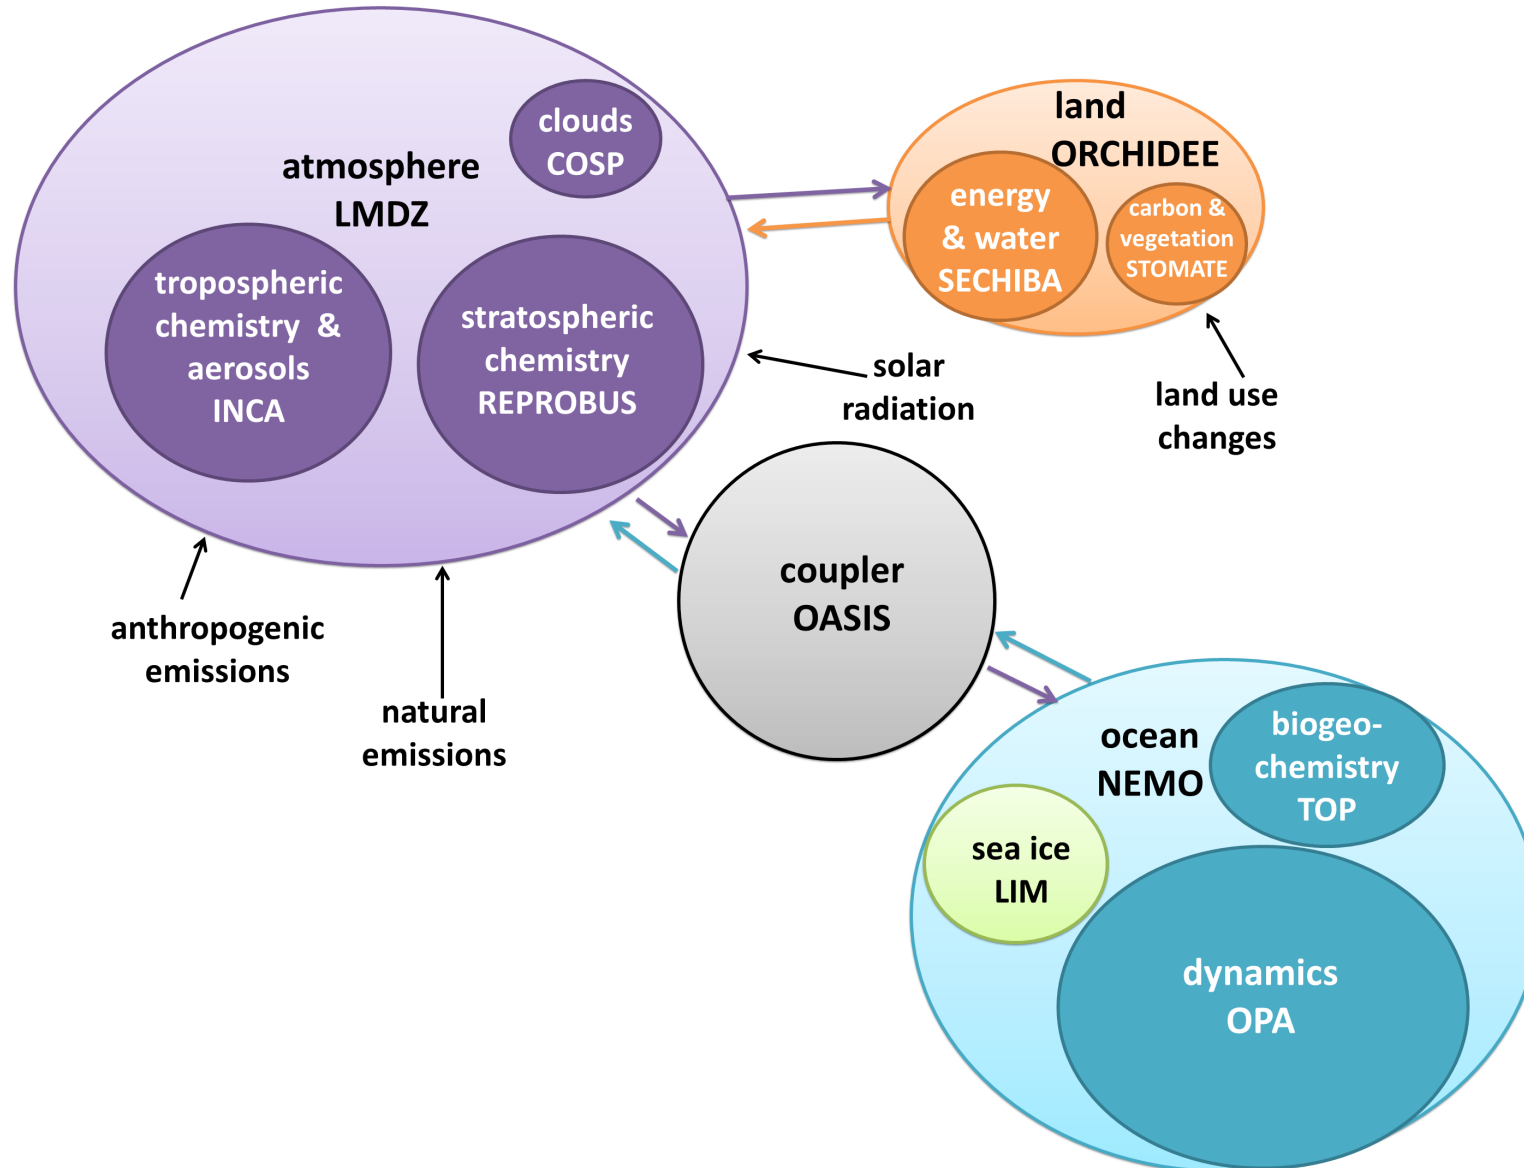 clouds
COSP
atmosphere
LMDZ
tropospheric
chemistry &
aerosols
INCA
stratospheric
chemistry
REPROBUS
land
ORCHIDEE
energy
& water
SECHIBA
carbon &
vegetation
STOMATE
solar
radiation
land use
changes
anthropogenic
emissions
natural
emissions
coupler
OASIS
ocean
NEMO
biogeo-
chemistry
TOP
sea ice
LIM
dynamics
OPA